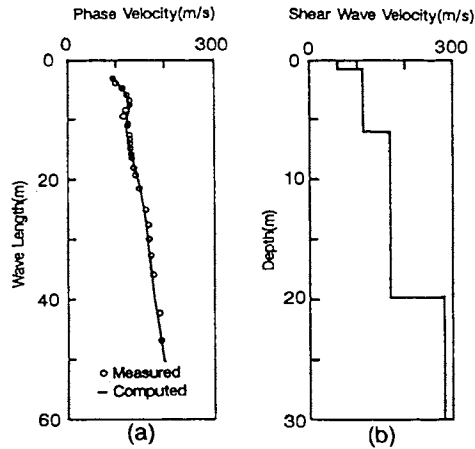 Phase Velocity(m/s)
0 300
0
20
40
60
Wave Length(m)
o Measured
— Computed
(a)
Shear Wave Velocity(m/s)
0 300
0
10
20
30
Depth(m)
(b)